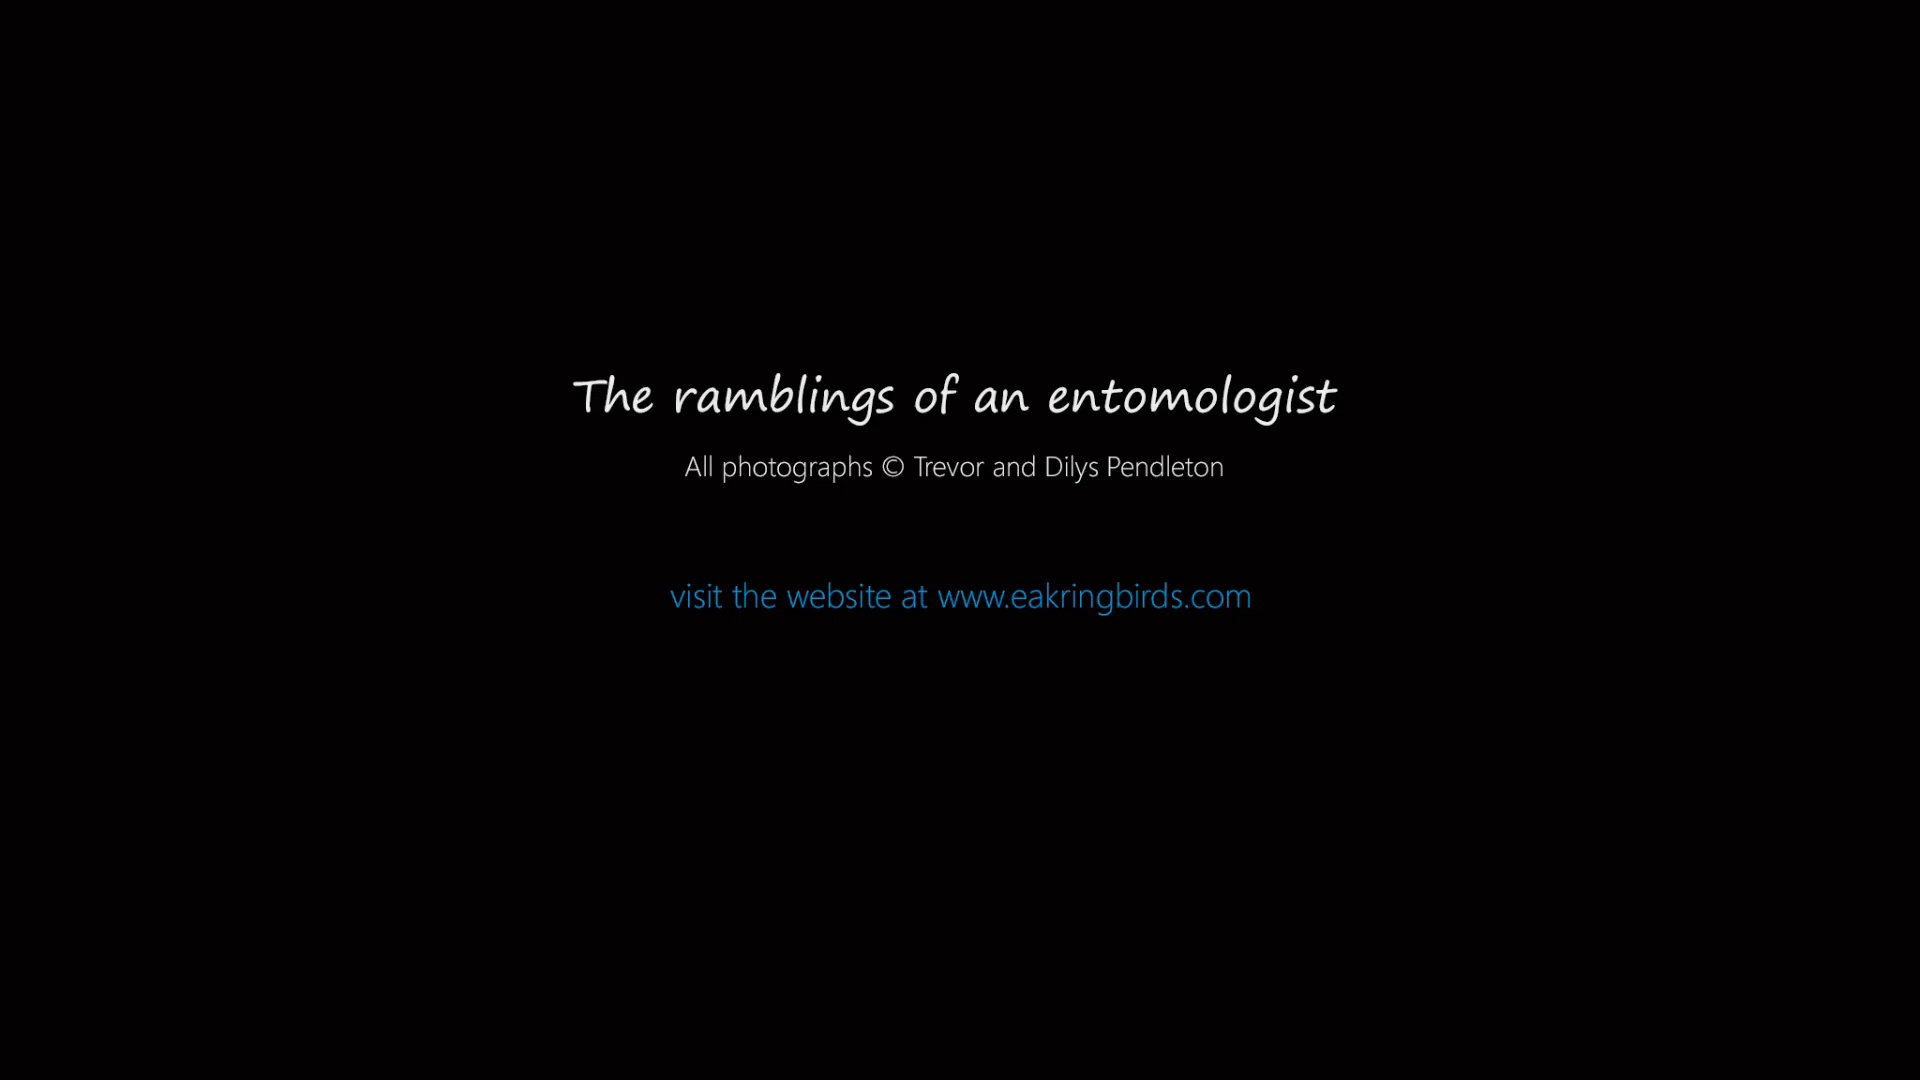 The ramblings of an entomologist
All photographs © Trevor and Dilys Pendleton
visit the website at www.eakringbirds.com